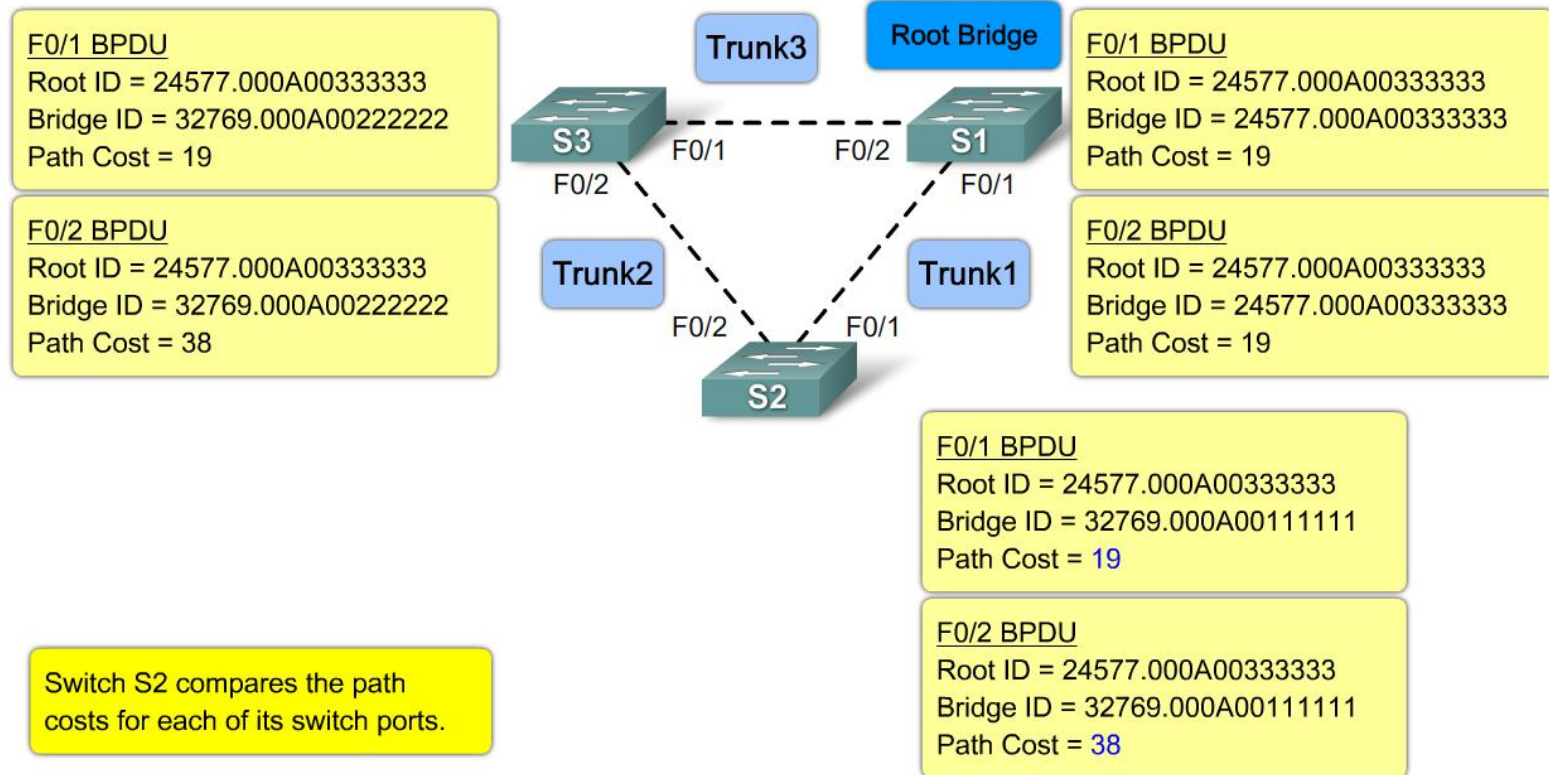 F0/1 BPDU
Root ID = 24577.000A00333333
Bridge ID = 32769.000A00222222
Path Cost = 19
F0/2 BPDU
Root ID = 24577.000A00333333
Bridge ID = 32769.000A00222222
Path Cost = 38
Trunk3
Root Bridge
S3
F0/1
F0/2
S1
F0/2
F0/1
Trunk2
Trunk1
F0/2
F0/1
S2
F0/1 BPDU
Root ID = 24577.000A00333333
Bridge ID = 24577.000A00333333
Path Cost = 19
F0/2 BPDU
Root ID = 24577.000A00333333
Bridge ID = 24577.000A00333333
Path Cost = 19
F0/1 BPDU
Root ID = 24577.000A00333333
Bridge ID = 32769.000A00111111
Path Cost = 19
F0/2 BPDU
Root ID = 24577.000A00333333
Bridge ID = 32769.000A00111111
Path Cost = 38
Switch S2 compares the path
costs for each of its switch ports.